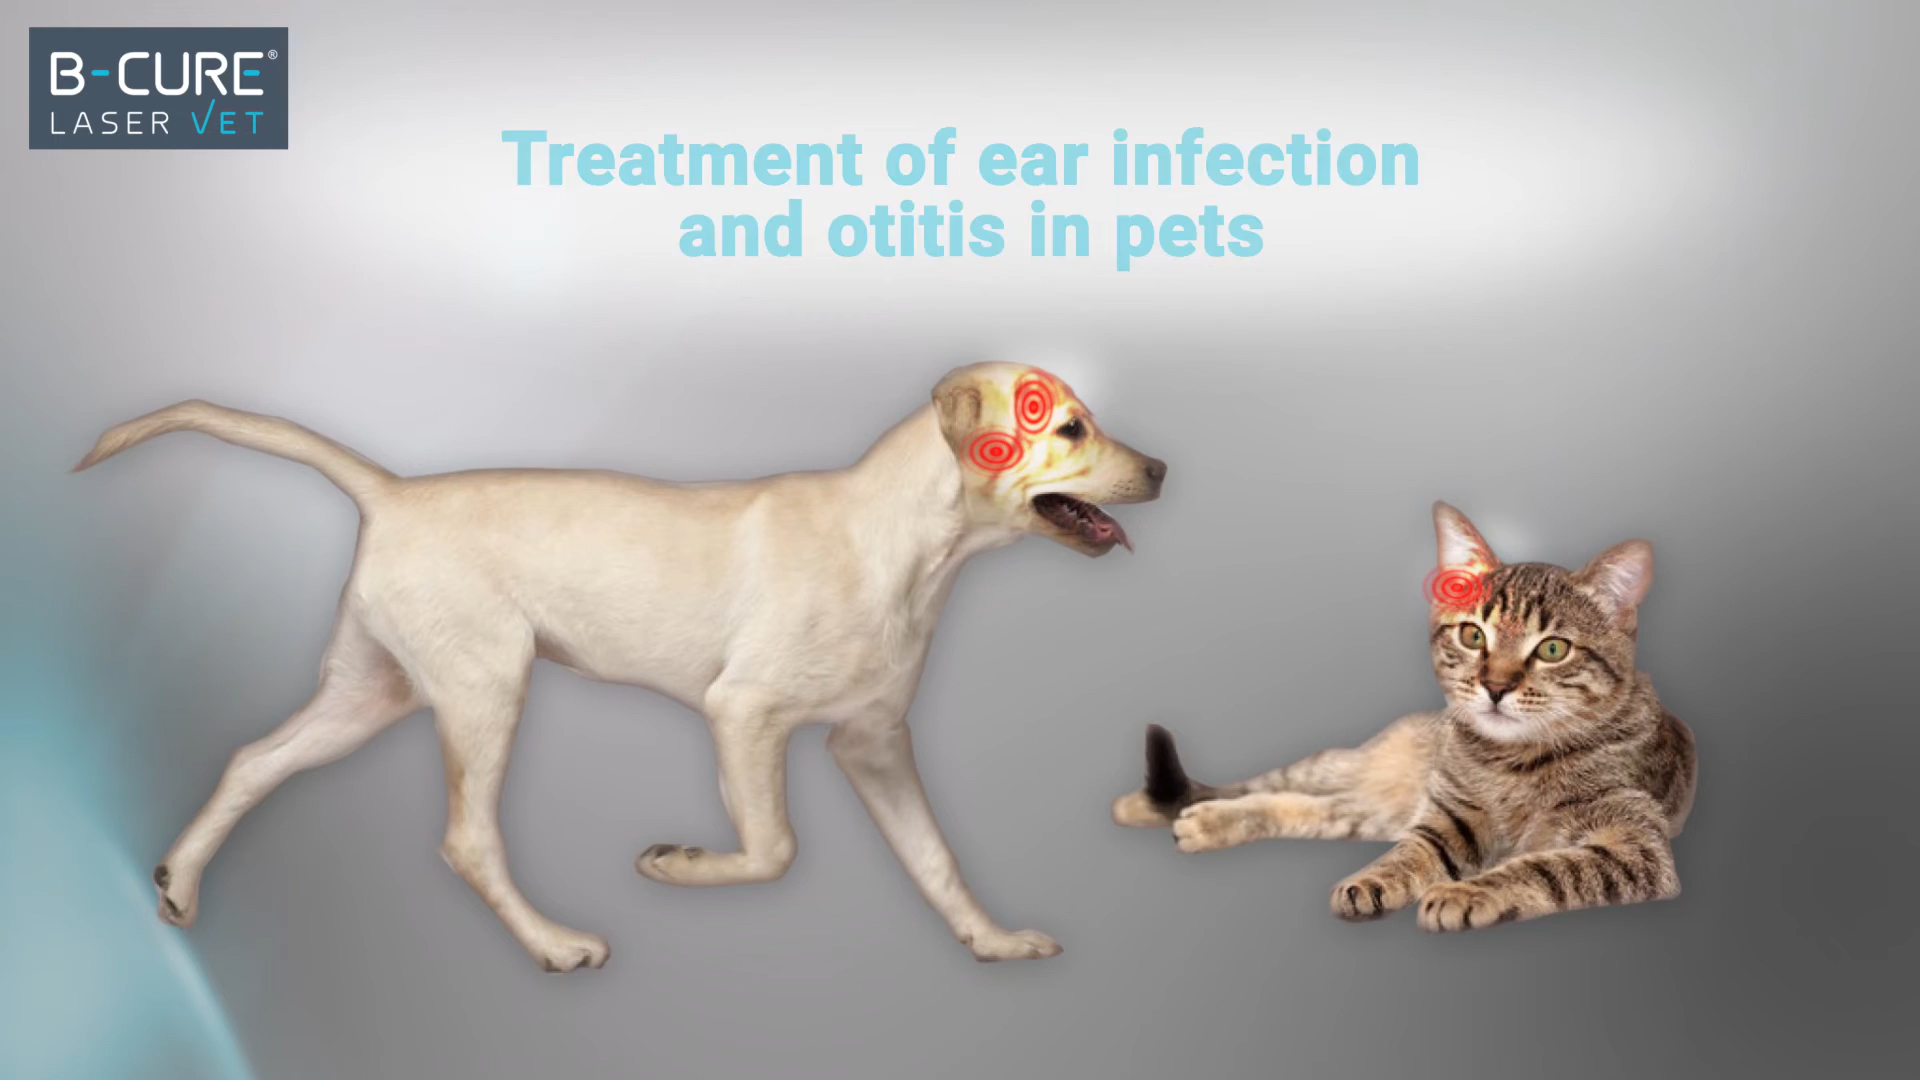 B-CURE®
LASER VET
Treatment of ear infection
and otitis in pets